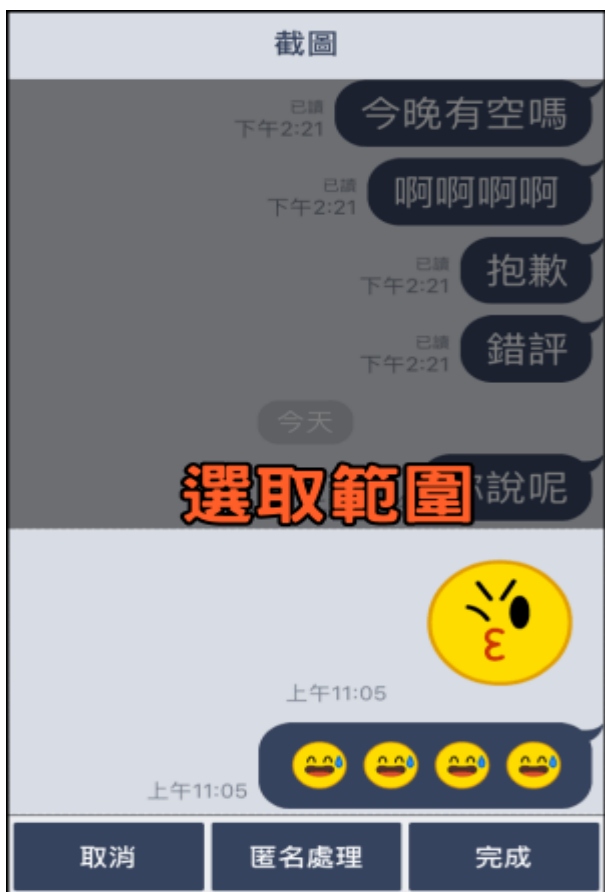 截圖
今晚有空嗎
已讀
下午2:21
啊啊啊啊
已讀
下午2:21
抱歉
已讀
下午2:21
錯評
已讀
下午2:21
今天
說呢
選取範圍
上午11:05
上午11:05
取消
匿名處理
完成